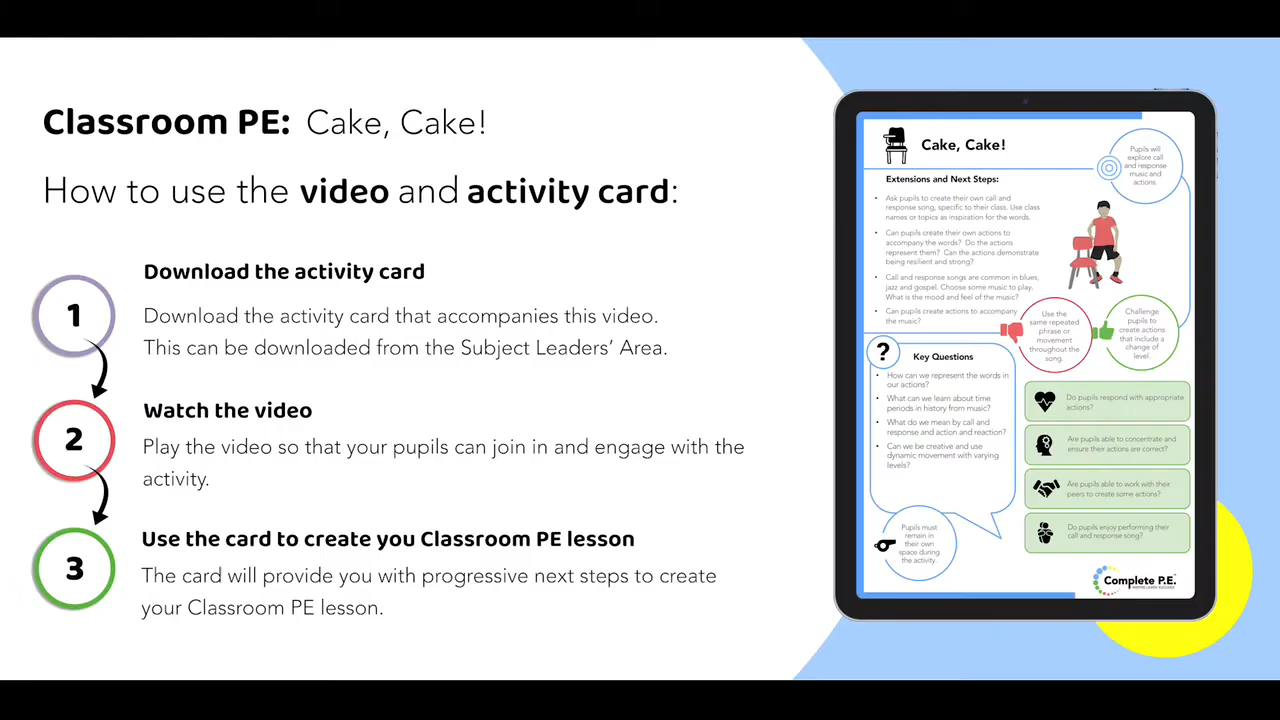 Classroom PE: Cake, Cake!
How to use the video and activity card:
1
Download the activity card
Download the activity card that accompanies this video.
This can be downloaded from the Subject Leaders' Area.
2
Watch the video
Play the video so that your pupils can join in and engage with the
activity.
3
Use the card to create you Classroom PE lesson
The card will provide you with progressive next steps to create
your Classroom PE lesson.
Cake, Cake!
Pupils will
explore call
and response
music and
actions.
Extensions and Next Steps:
• Ask pupils to create their own call and
response song, specific to their class. Use class
names or topics as inspiration for the words.
• Can pupils create their own actions to
accompany the words? Do the actions
represent them? Can the actions demonstrate
being resilient and strong?
• Call and response songs are common in blues,
jazz and gospel. Choose some music to play.
What is the mood and feel of the music?
• Can pupils create actions to accompany
the music?
Use the
same repeated
phrase or
movement
throughout the
song.
Challenge
pupils to
create actions
that include a
change of
level.
?
Key Questions
• How can we represent the words in
our actions?
• What can we learn about time
periods in history from music?
• What do we mean by call and
response and action and reaction?
• Can we be creative and use
dynamic movement with varying
levels?
Do pupils respond with appropriate
actions?
Are pupils able to concentrate and
ensure their actions are correct?
Are pupils able to work with their
peers to create some actions?
Do pupils enjoy performing their
call and response song?
Pupils must
remain in
their own
space during
the activity.
Complete P.E.